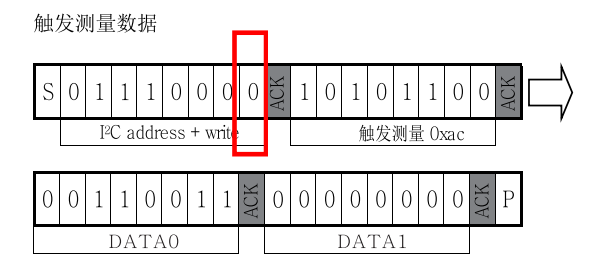 触发测量数据
S 0 1 1 1 0 0 0 0 ACK 1 0 1 0 1 1 0 0 ACK
I²C address + write 触发测量 0xac
0 0 1 1 0 0 1 1 ACK 0 0 0 0 0 0 0 0 ACK P
DATA0 DATA1